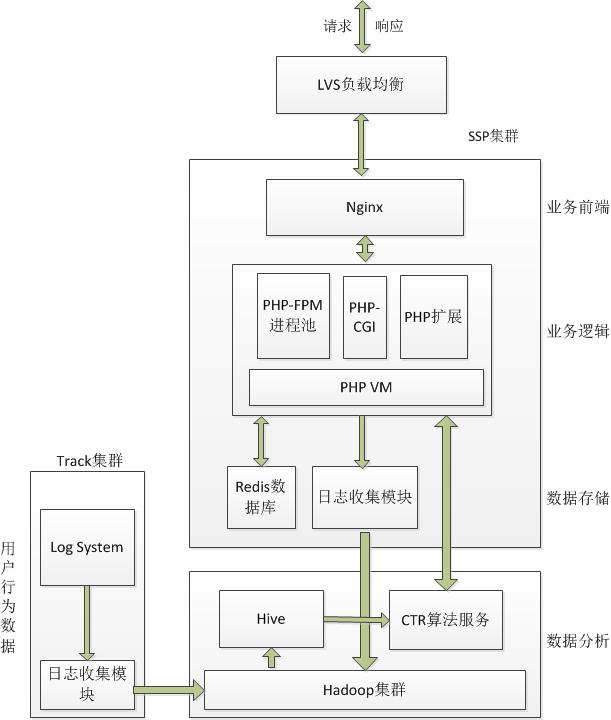 请求 响应
LVS负载均衡
SSP集群
Nginx
业务前端
PHP-FPM
进程池
PHP-
CGI
PHP扩展
业务逻辑
PHP VM
Track集群
Redis数
据库
日志收集模块
数据存储
Log System
用户行为数据
Hive
CTR算法服务
数据分析
日志收集模
块
Hadoop集群